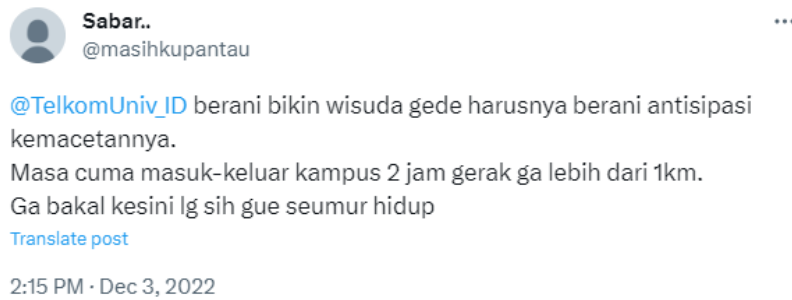 Sabar..
@masihkupantau
@TelkomUniv_ID berani bikin wisuda gede harusnya berani antisipasi
kemacetannya.
Masa cuma masuk-keluar kampus 2 jam gerak ga lebih dari 1km.
Ga bakal kesini lg sih gue seumur hidup
Translate post
2:15 PM · Dec 3, 2022